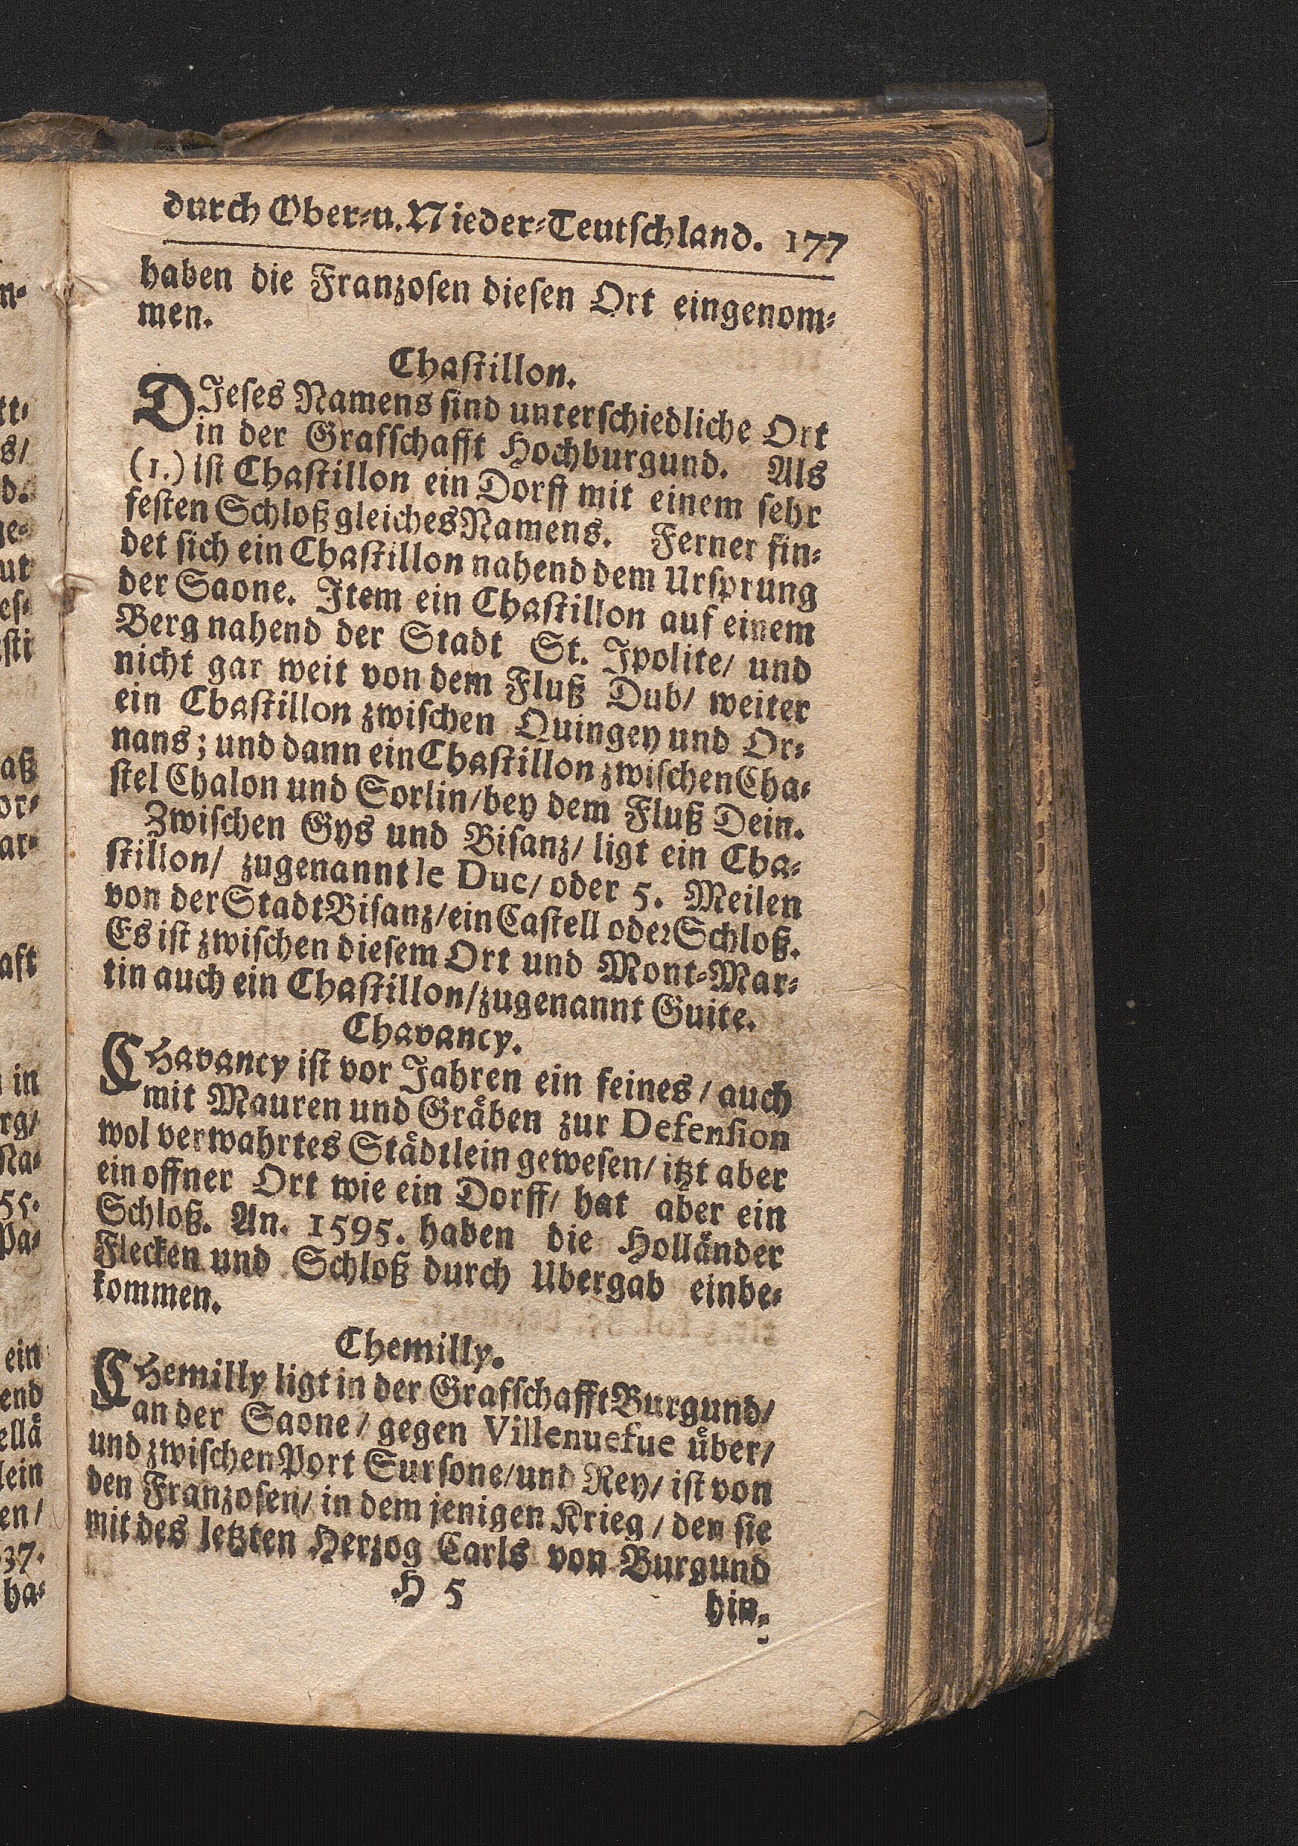 durch Ober-u. Nieder-Teutschland. 177
haben die Franzosen diesen Ort eingenom-
men.
Chastillon.
DJeses Namens sind unterschiedliche Ort
in der Grafschafft Hochburgund. Als
(1.) ist Chastillon ein Dorff mit einem sehr
festen Schloß gleiches Namens. Ferner fin-
det sich ein Chastillon nahend dem Ursprung
der Saone. Jtem ein Chastillon auf einem
Berg nahend der Stadt St. Jpolite/ und
nicht gar weit von dem Fluß Dub/ weiter
ein Chastillon zwischen Quingey und Or-
nans; und dann ein Chastillon zwischen Cha-
stel Chalon und Sorlin/ bey dem Fluß Dein.
Zwischen Gys und Bisanz/ ligt ein Cha-
stillon/ zugenannt le Duc/ oder 5. Meilen
von der Stadt Bisanz/ ein Castell oder Schloß.
Es ist zwischen diesem Ort und Mont-Mar-
tin auch ein Chastillon/ zugenannt Guite.
Chavancy.
CHavancy ist vor Jahren ein feines / auch
mit Mauren und Gräben zur Defension
wol verwahrtes Städtlein gewesen/ itzt aber
ein offner Ort wie ein Dorff/ hat aber ein
Schloß. An. 1595. haben die Holländer
Flecken und Schloß durch Ubergab einbe-
kommen.
Chemilly.
CHemilly ligt in der Grafschafft Burgund/
an der Saone / gegen Villenuefue über/
und zwischen Port Sursone/ und Rey/ ist von
den Franzosen/ in dem jenigen Krieg / den sie
mit des letzten Herzog Carls von Burgund
H 5 hin-